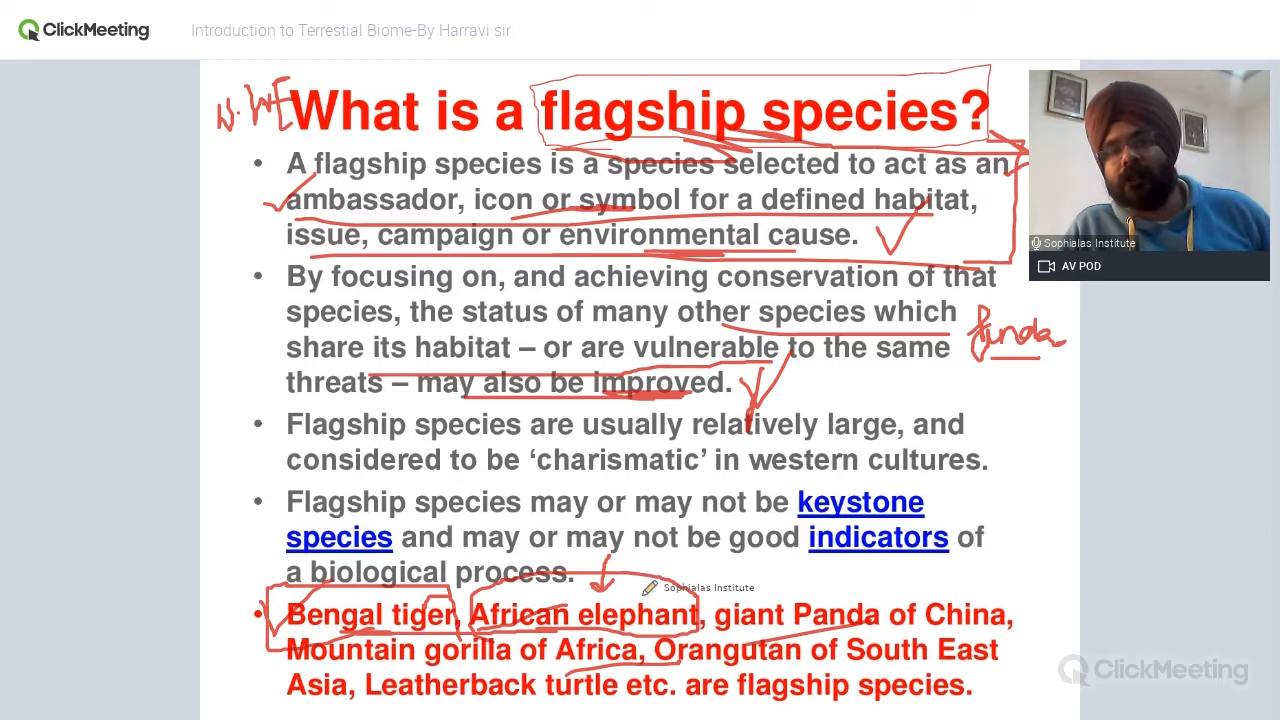 ClickMeeting
Introduction to Terrestial Biome-By Harravi sir
What is a flagship species?
• A flagship species is a species selected to act as an
ambassador, icon or symbol for a defined habitat,
issue, campaign or environmental cause.
• By focusing on, and achieving conservation of that
species, the status of many other species which
share its habitat – or are vulnerable to the same
threats – may also be improved.
• Flagship species are usually relatively large, and
considered to be ‘charismatic’ in western cultures.
• Flagship species may or may not be keystone
species and may or may not be good indicators of
a biological process.
• Bengal tiger, African elephant, giant Panda of China,
Mountain gorilla of Africa, Orangutan of South East
Asia, Leatherback turtle etc. are flagship species.
Sophialas Institute
Sophialas Institute
AV POD
ClickMeeting